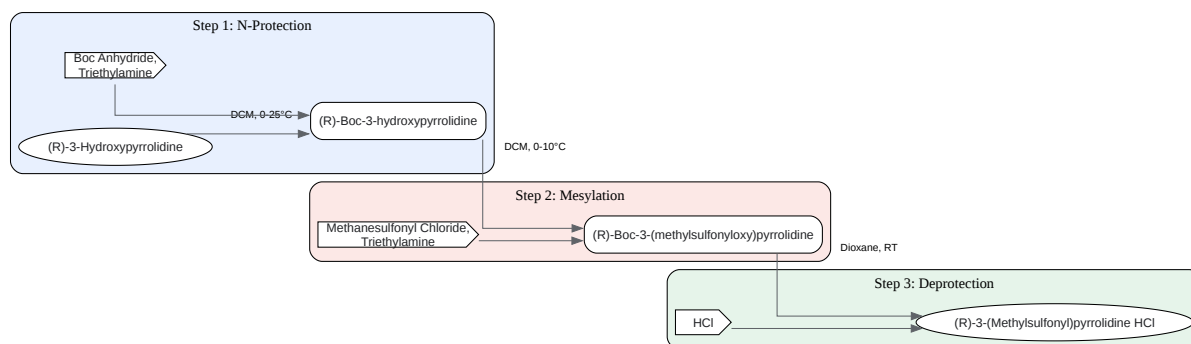 Step 1: N-Protection
Boc Anhydride,
Triethylamine
DCM, 0-25°C
(R)-Boc-3-hydroxypyrrolidine
(R)-3-Hydroxypyrrolidine
DCM, 0-10°C
Step 2: Mesylation
Methanesulfonyl Chloride,
Triethylamine
(R)-Boc-3-(methylsulfonyloxy)pyrrolidine
Dioxane, RT
Step 3: Deprotection
HCl
(R)-3-(Methylsulfonyl)pyrrolidine HCl